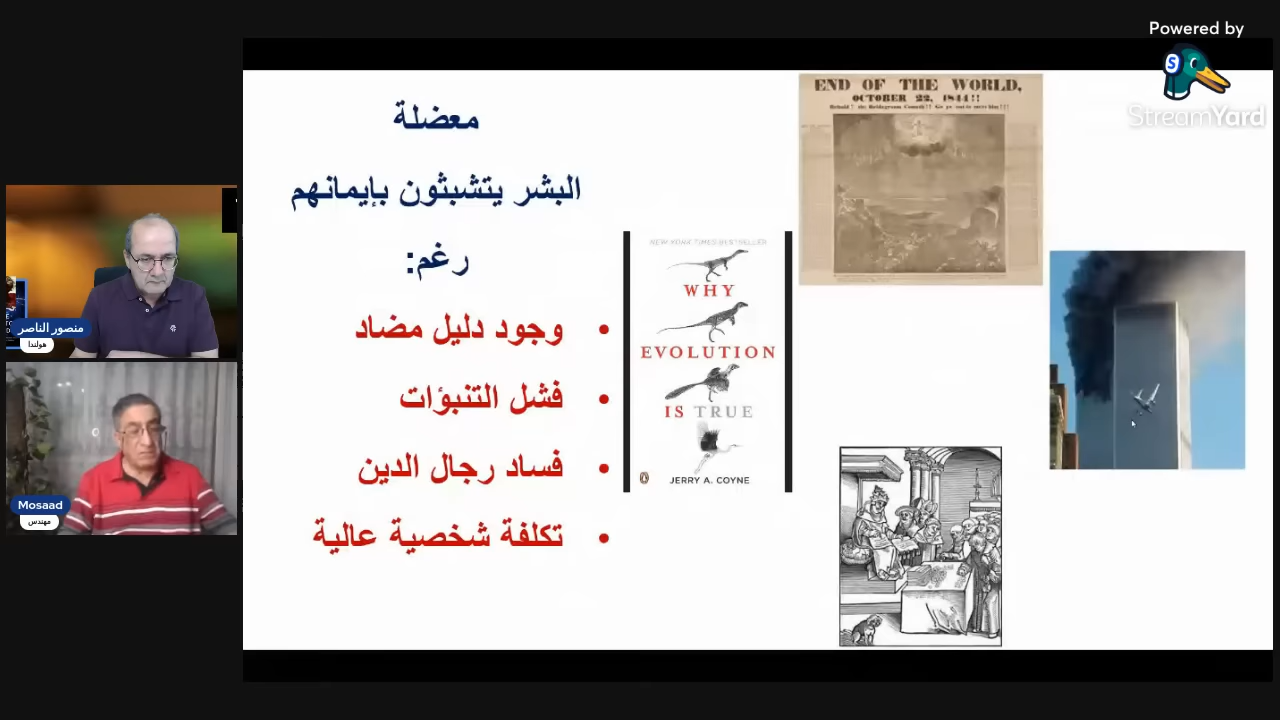 Powered by
StreamYard
معضلة
البشر يتشبثون بإيمانهم
رغم:
• وجود دليل مضاد
• فشل التنبؤات
• فساد رجال الدين
• تكلفة شخصية عالية
END OF THE WORLD,
OCTOBER 22, 1844!!
NEW YORK TIMES BESTSELLER
WHY
EVOLUTION
IS TRUE
JERRY A. COYNE
منصور الناصر
هولندا
Mosaad
مهندس